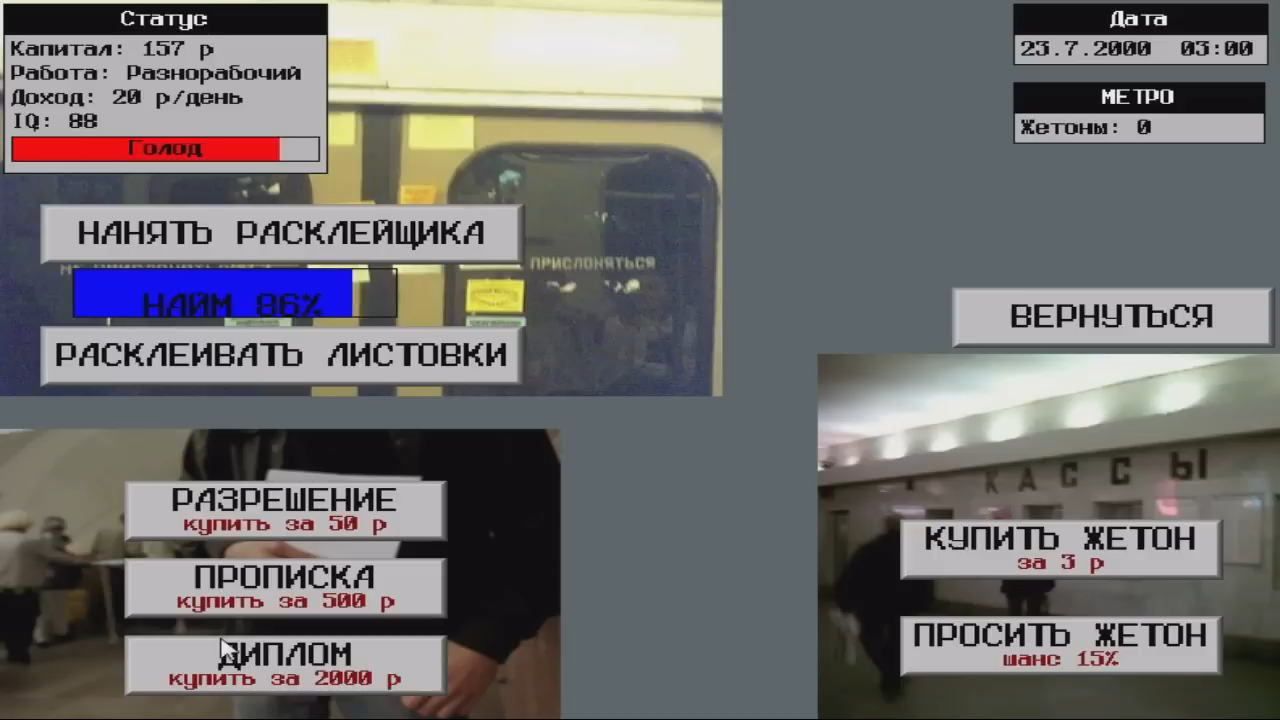 Статус
Капитал: 157 р
Работа: Разнорабочий
Доход: 20 р/день
IQ: 88
Голод
Дата
23.7.2000 03:00
МЕТРО
Жетоны: 0
НАНЯТЬ РАСКЛЕЙЩИКА
ПРИСЛОНЯТЬСЯ
НАЙМ 86%
РАСКЛЕИВАТЬ ЛИСТОВКИ
ВЕРНУТЬСЯ
КАССЫ
РАЗРЕШЕНИЕ
купить за 50 р
ПРОПИСКА
купить за 500 р
ДИПЛОМ
купить за 2000 р
КУПИТЬ ЖЕТОН
за 3 р
ПРОСИТЬ ЖЕТОН
шанс 15%